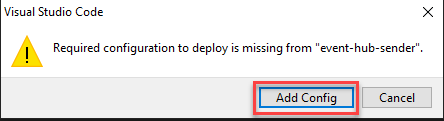 Visual Studio Code
Required configuration to deploy is missing from "event-hub-sender".
Add Config
Cancel